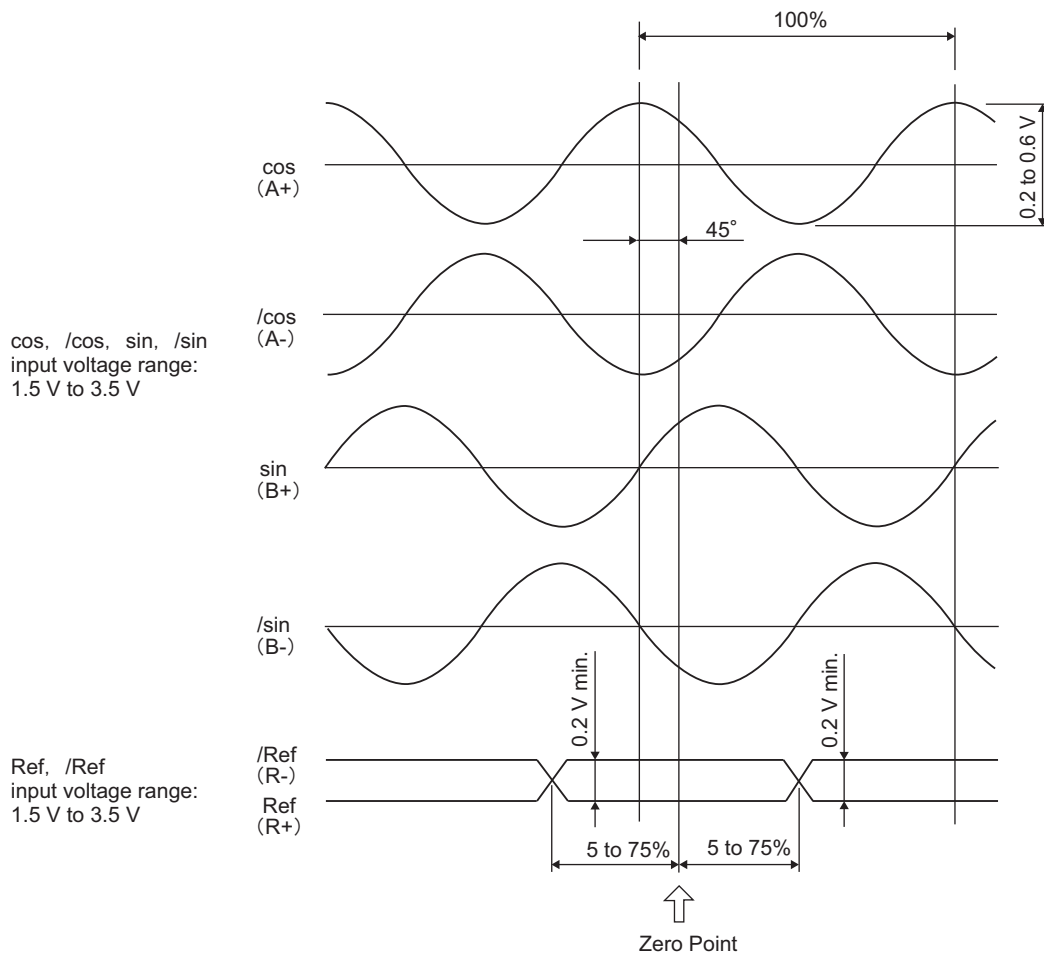 100%
cos
（A+）
0.2 to 0.6 V
45°
/cos
（A-）
cos, /cos, sin, /sin
input voltage range:
1.5 V to 3.5 V
sin
（B+）
/sin
（B-）
0.2 V min.
0.2 V min.
/Ref
（R-）
Ref, /Ref
input voltage range:
1.5 V to 3.5 V
Ref
（R+）
5 to 75%
5 to 75%
Zero Point